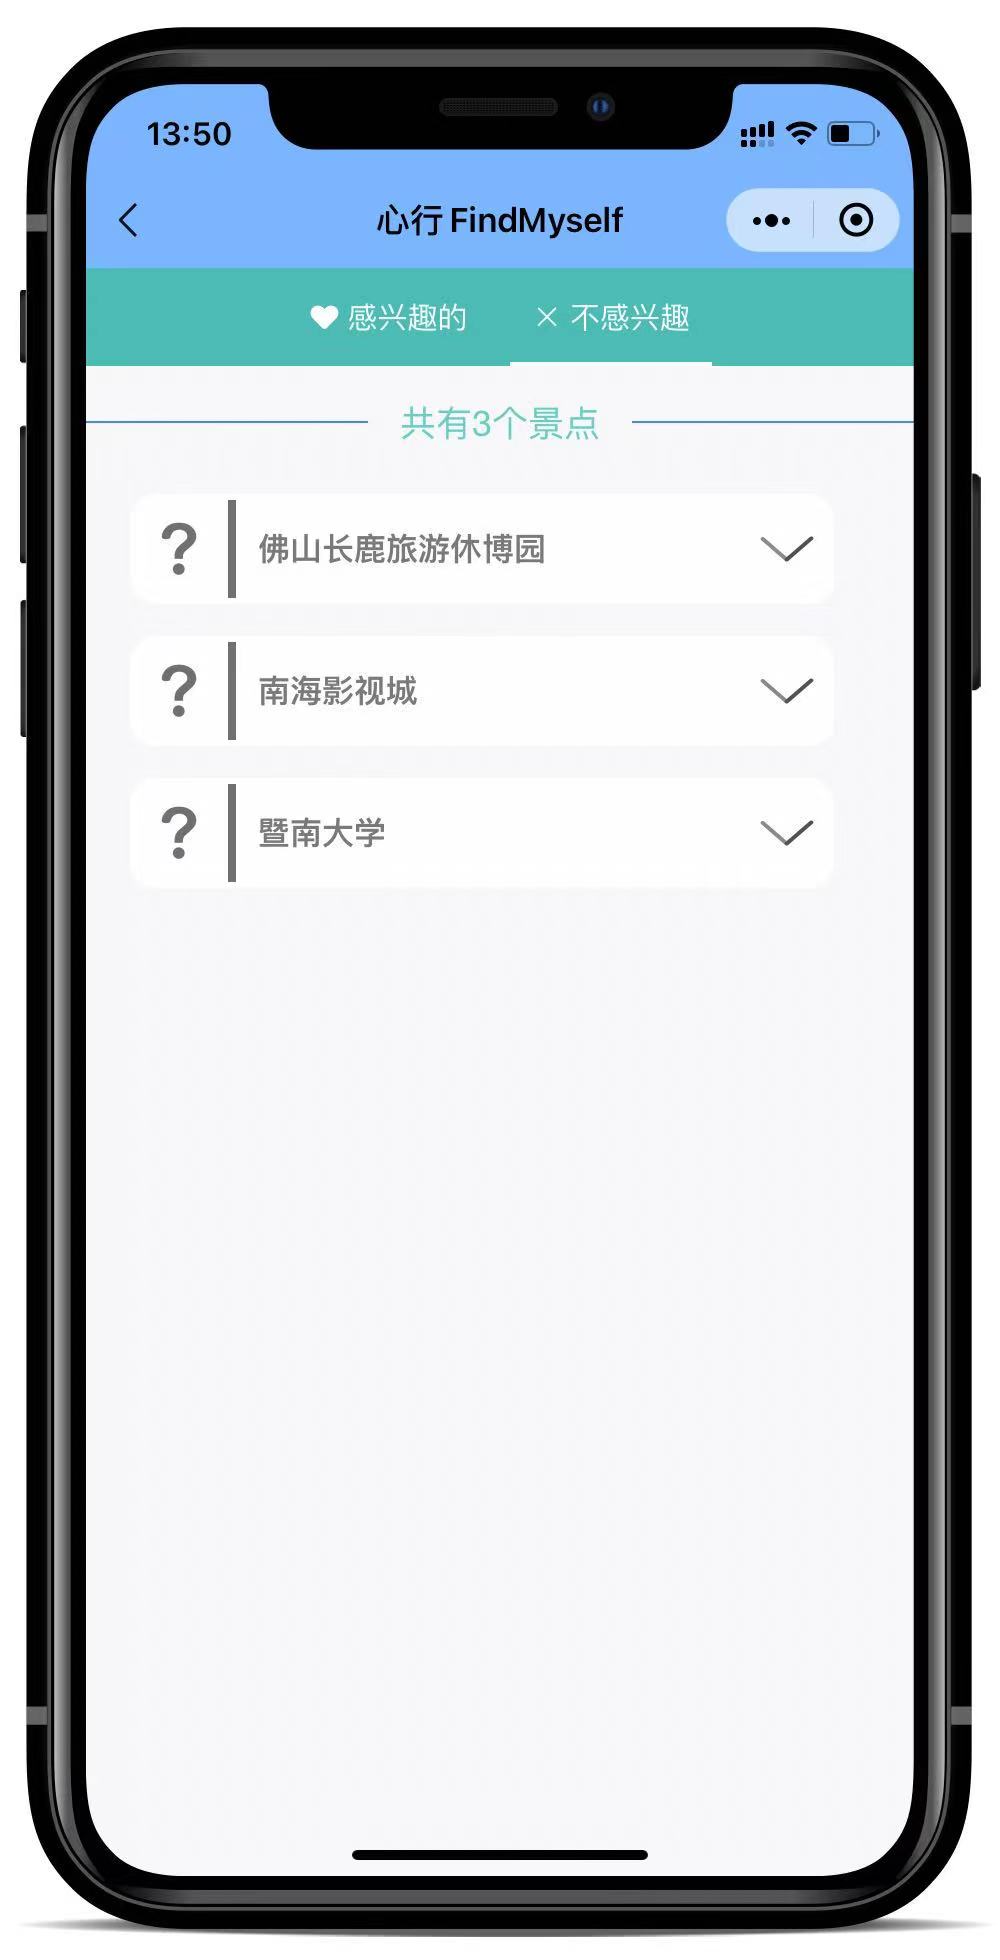 13:50
心行 FindMyself
感兴趣的
不感兴趣
共有3个景点
? 佛山长鹿旅游休博园
? 南海影视城
? 暨南大学